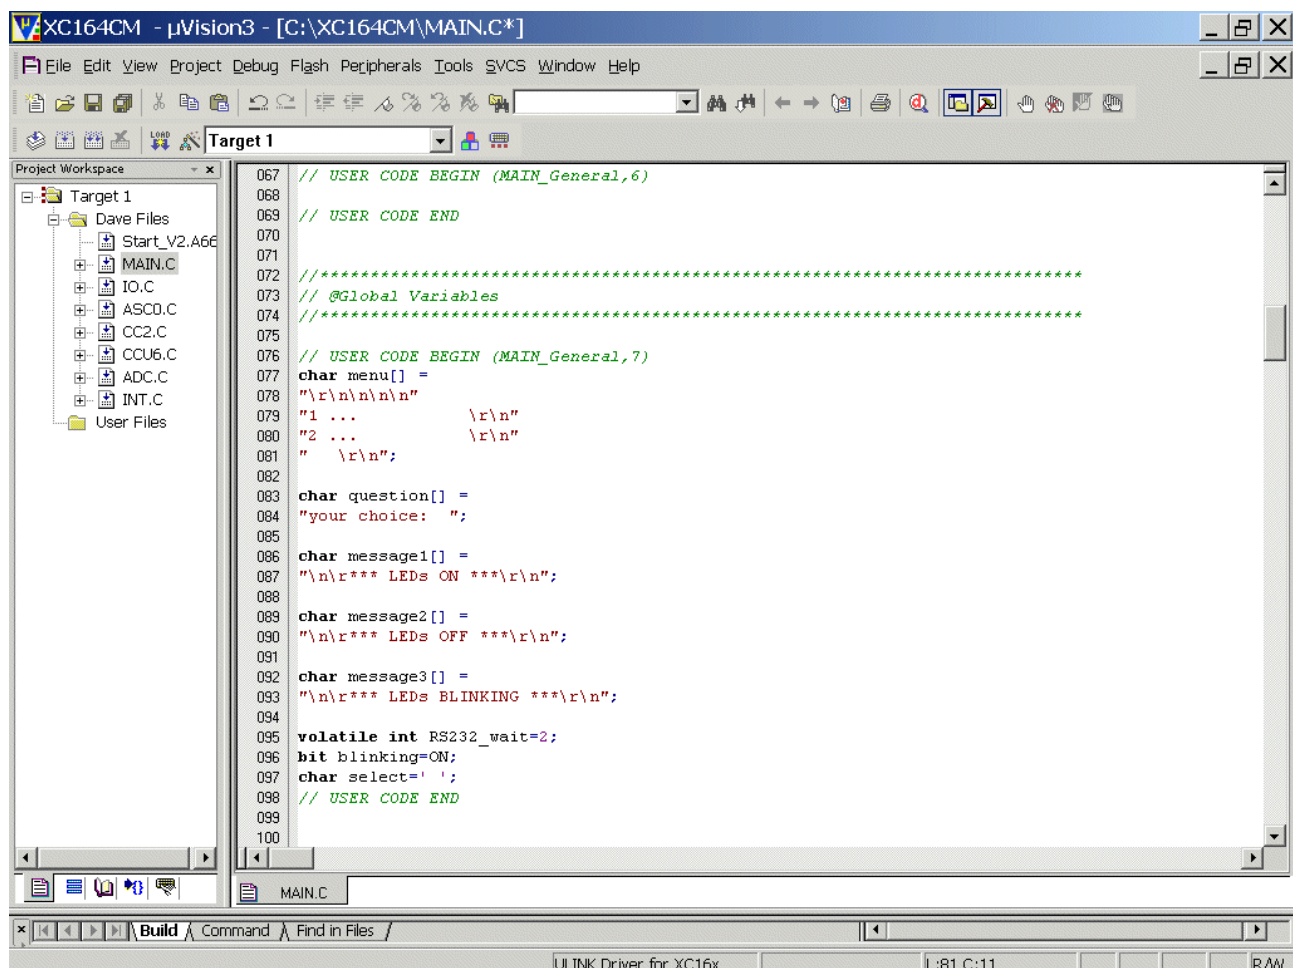 XC164CM - µVision3 - [C:\XC164CM\MAIN.C*]
File Edit View Project Debug Flash Peripherals Tools SVCS Window Help
LOAD Target 1
Project Workspace
Target 1
Dave Files
Start_V2.A66
MAIN.C
IO.C
ASC0.C
CC2.C
CCU6.C
ADC.C
INT.C
User Files
067 // USER CODE BEGIN (MAIN_General,6)
068
069 // USER CODE END
070
071
072 //****************************************************************************
073 // @Global Variables
074 //****************************************************************************
075
076 // USER CODE BEGIN (MAIN_General,7)
077 char menu[] =
078 "\r\n\n\n\n"
079 "1 ...              \r\n"
080 "2 ...              \r\n"
081 "   \r\n";
082
083 char question[] =
084 "your choice:  ";
085
086 char message1[] =
087 "\n\r*** LEDs ON ***\r\n";
088
089 char message2[] =
090 "\n\r*** LEDs OFF ***\r\n";
091
092 char message3[] =
093 "\n\r*** LEDs BLINKING ***\r\n";
094
095 volatile int RS232_wait=2;
096 bit blinking=ON;
097 char select=' ';
098 // USER CODE END
099
100
MAIN.C
Build Command Find in Files
ULINK Driver for XC16x L:81 C:11 R/W